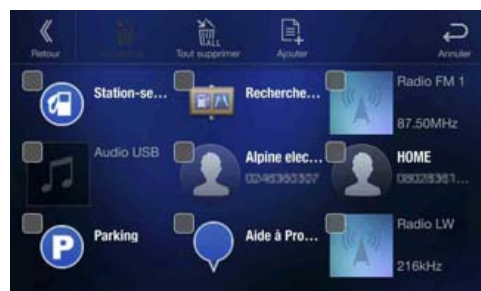 Retour
Tout supprimer
Ajouter
Annuler
ALL
Station-se...
Recherche...
Radio FM 1
87.50MHz
Audio USB
Alpine elec...
HOME
P
Parking
Aide à Pro...
Radio LW
216kHz